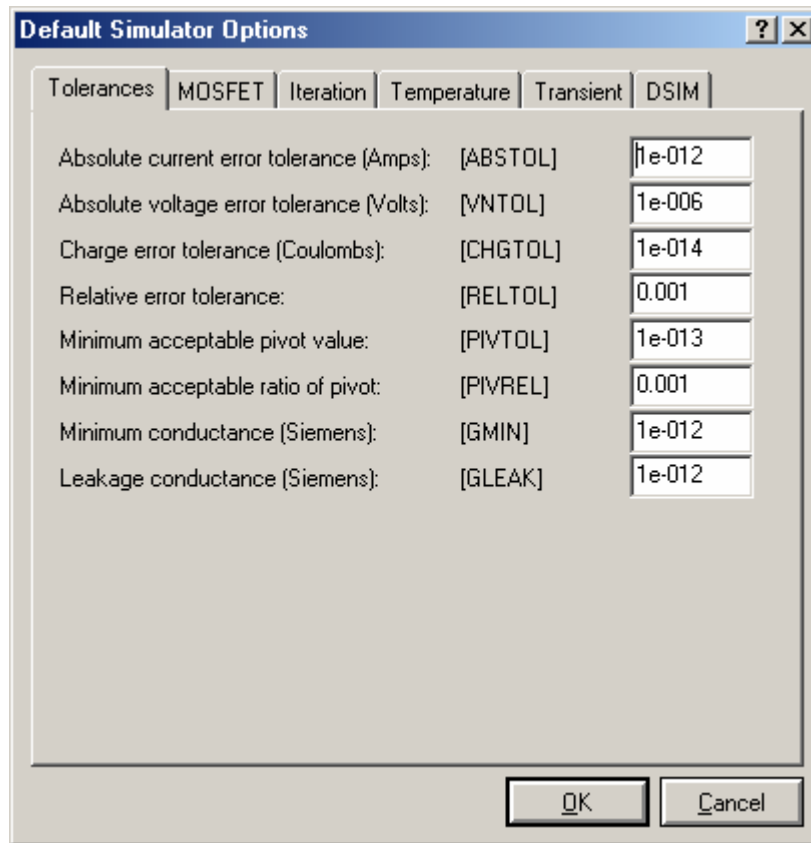 Default Simulator Options
Tolerances MOSFET Iteration Temperature Transient DSIM
Absolute current error tolerance (Amps): [ABSTOL] 1e-012
Absolute voltage error tolerance (Volts): [VNTOL] 1e-006
Charge error tolerance (Coulombs): [CHGTOL] 1e-014
Relative error tolerance: [RELTOL] 0.001
Minimum acceptable pivot value: [PIVTOL] 1e-013
Minimum acceptable ratio of pivot: [PIVREL] 0.001
Minimum conductance (Siemens): [GMIN] 1e-012
Leakage conductance (Siemens): [GLEAK] 1e-012
OK Cancel